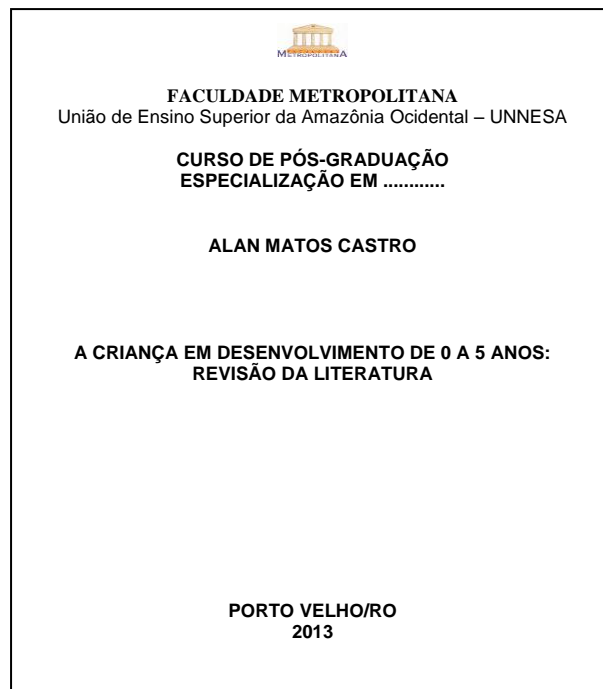 METROPOLITANA
FACULDADE METROPOLITANA
União de Ensino Superior da Amazônia Ocidental – UNNESA
CURSO DE PÓS-GRADUAÇÃO
ESPECIALIZAÇÃO EM ............
ALAN MATOS CASTRO
A CRIANÇA EM DESENVOLVIMENTO DE 0 A 5 ANOS:
REVISÃO DA LITERATURA
PORTO VELHO/RO
2013